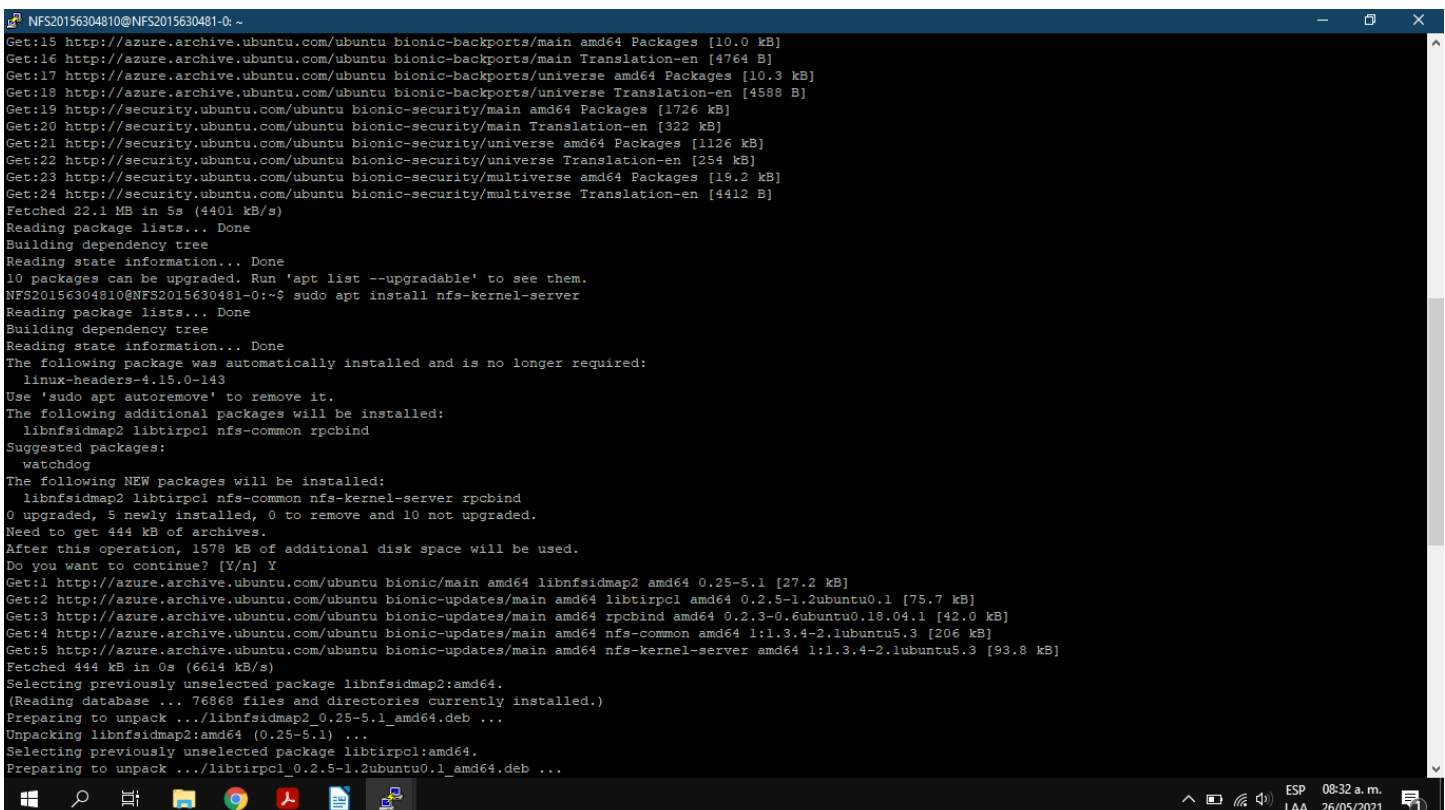 NFS20156304810@NFS2015630481-0: ~
Get:15 http://azure.archive.ubuntu.com/ubuntu bionic-backports/main amd64 Packages [10.0 kB]
Get:16 http://azure.archive.ubuntu.com/ubuntu bionic-backports/main Translation-en [4764 B]
Get:17 http://azure.archive.ubuntu.com/ubuntu bionic-backports/universe amd64 Packages [10.3 kB]
Get:18 http://azure.archive.ubuntu.com/ubuntu bionic-backports/universe Translation-en [4588 B]
Get:19 http://security.ubuntu.com/ubuntu bionic-security/main amd64 Packages [1726 kB]
Get:20 http://security.ubuntu.com/ubuntu bionic-security/main Translation-en [322 kB]
Get:21 http://security.ubuntu.com/ubuntu bionic-security/universe amd64 Packages [1126 kB]
Get:22 http://security.ubuntu.com/ubuntu bionic-security/universe Translation-en [254 kB]
Get:23 http://security.ubuntu.com/ubuntu bionic-security/multiverse amd64 Packages [19.2 kB]
Get:24 http://security.ubuntu.com/ubuntu bionic-security/multiverse Translation-en [4412 B]
Fetched 22.1 MB in 5s (4401 kB/s)
Reading package lists... Done
Building dependency tree
Reading state information... Done
10 packages can be upgraded. Run 'apt list --upgradable' to see them.
NFS20156304810@NFS2015630481-0:~$ sudo apt install nfs-kernel-server
Reading package lists... Done
Building dependency tree
Reading state information... Done
The following package was automatically installed and is no longer required:
  linux-headers-4.15.0-143
Use 'sudo apt autoremove' to remove it.
The following additional packages will be installed:
  libnfsidmap2 libtirpc1 nfs-common rpcbind
Suggested packages:
  watchdog
The following NEW packages will be installed:
  libnfsidmap2 libtirpc1 nfs-common nfs-kernel-server rpcbind
0 upgraded, 5 newly installed, 0 to remove and 10 not upgraded.
Need to get 444 kB of archives.
After this operation, 1578 kB of additional disk space will be used.
Do you want to continue? [Y/n] Y
Get:1 http://azure.archive.ubuntu.com/ubuntu bionic/main amd64 libnfsidmap2 amd64 0.25-5.1 [27.2 kB]
Get:2 http://azure.archive.ubuntu.com/ubuntu bionic-updates/main amd64 libtirpc1 amd64 0.2.5-1.2ubuntu0.1 [75.7 kB]
Get:3 http://azure.archive.ubuntu.com/ubuntu bionic-updates/main amd64 rpcbind amd64 0.2.3-0.6ubuntu0.18.04.1 [42.0 kB]
Get:4 http://azure.archive.ubuntu.com/ubuntu bionic-updates/main amd64 nfs-common amd64 1:1.3.4-2.1ubuntu5.3 [206 kB]
Get:5 http://azure.archive.ubuntu.com/ubuntu bionic-updates/main amd64 nfs-kernel-server amd64 1:1.3.4-2.1ubuntu5.3 [93.8 kB]
Fetched 444 kB in 0s (6614 kB/s)
Selecting previously unselected package libnfsidmap2:amd64.
(Reading database ... 76868 files and directories currently installed.)
Preparing to unpack .../libnfsidmap2_0.25-5.1_amd64.deb ...
Unpacking libnfsidmap2:amd64 (0.25-5.1) ...
Selecting previously unselected package libtirpc1:amd64.
Preparing to unpack .../libtirpc1_0.2.5-1.2ubuntu0.1_amd64.deb ...
ESP 08:32 a. m.
LAA 26/05/2021
1